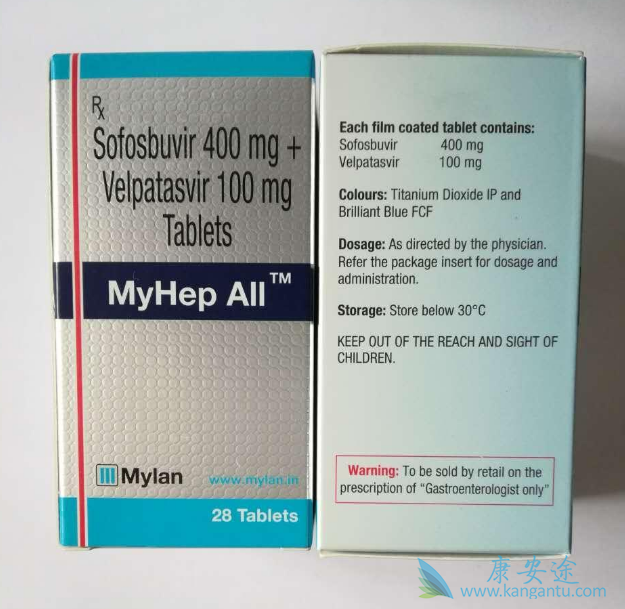 Rx
Sofosbuvir 400 mg +
Velpatasvir 100 mg
Tablets
MyHep All™
Mylan
www.mylan.in
28 Tablets
Each film coated tablet contains:
Sofosbuvir 400 mg
Velpatasvir 100 mg
Colours: Titanium Dioxide IP and
Brilliant Blue FCF
Dosage: As directed by the physician.
Refer the package insert for dosage and
administration.
Storage: Store below 30°C
KEEP OUT OF THE REACH AND SIGHT OF
CHILDREN.
Warning: To be sold by retail on the
prescription of "Gastroenterologist only"
康安途
www.kangantu.com